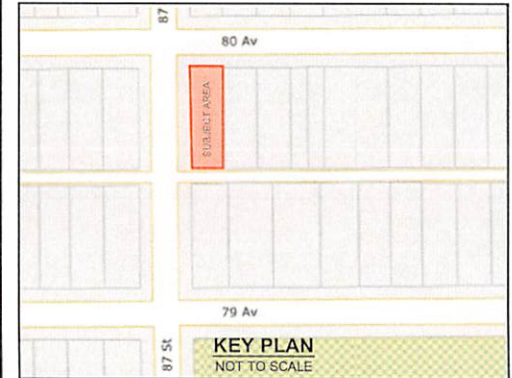 87
80 Av
SUBJECT AREA
79 Av
87 St
KEY PLAN
NOT TO SCALE